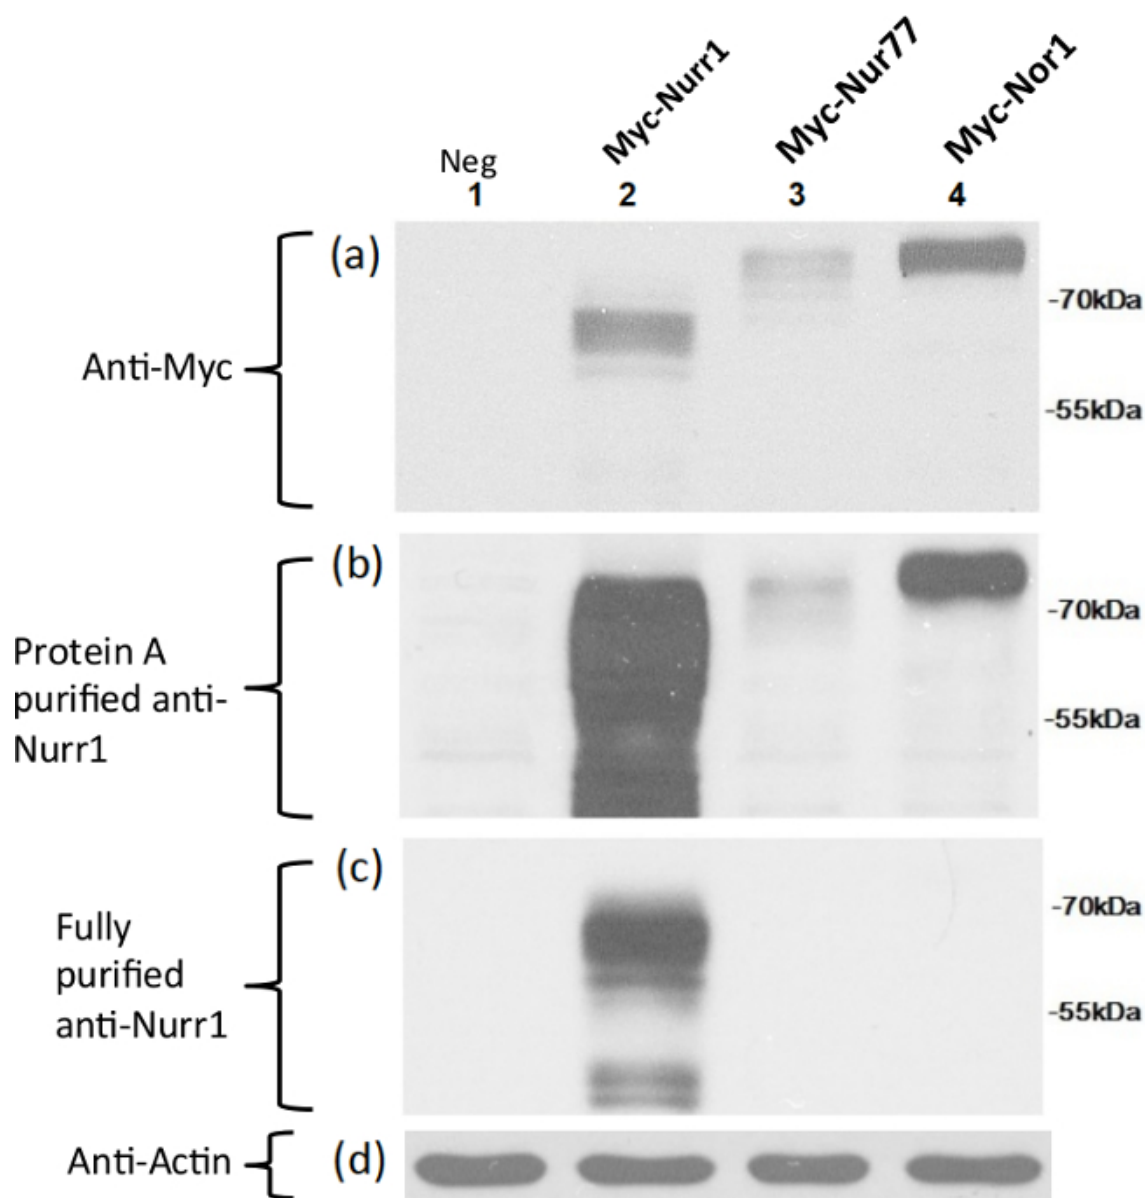 Neg
Myc-Nurr1
Myc-Nur77
Myc-Nor1
1
2
3
4
(a)
Anti-Myc
-70kDa
-55kDa
(b)
Protein A
purified anti-
Nurr1
-70kDa
-55kDa
(c)
Fully
purified
anti-Nurr1
-70kDa
-55kDa
Anti-Actin
(d)